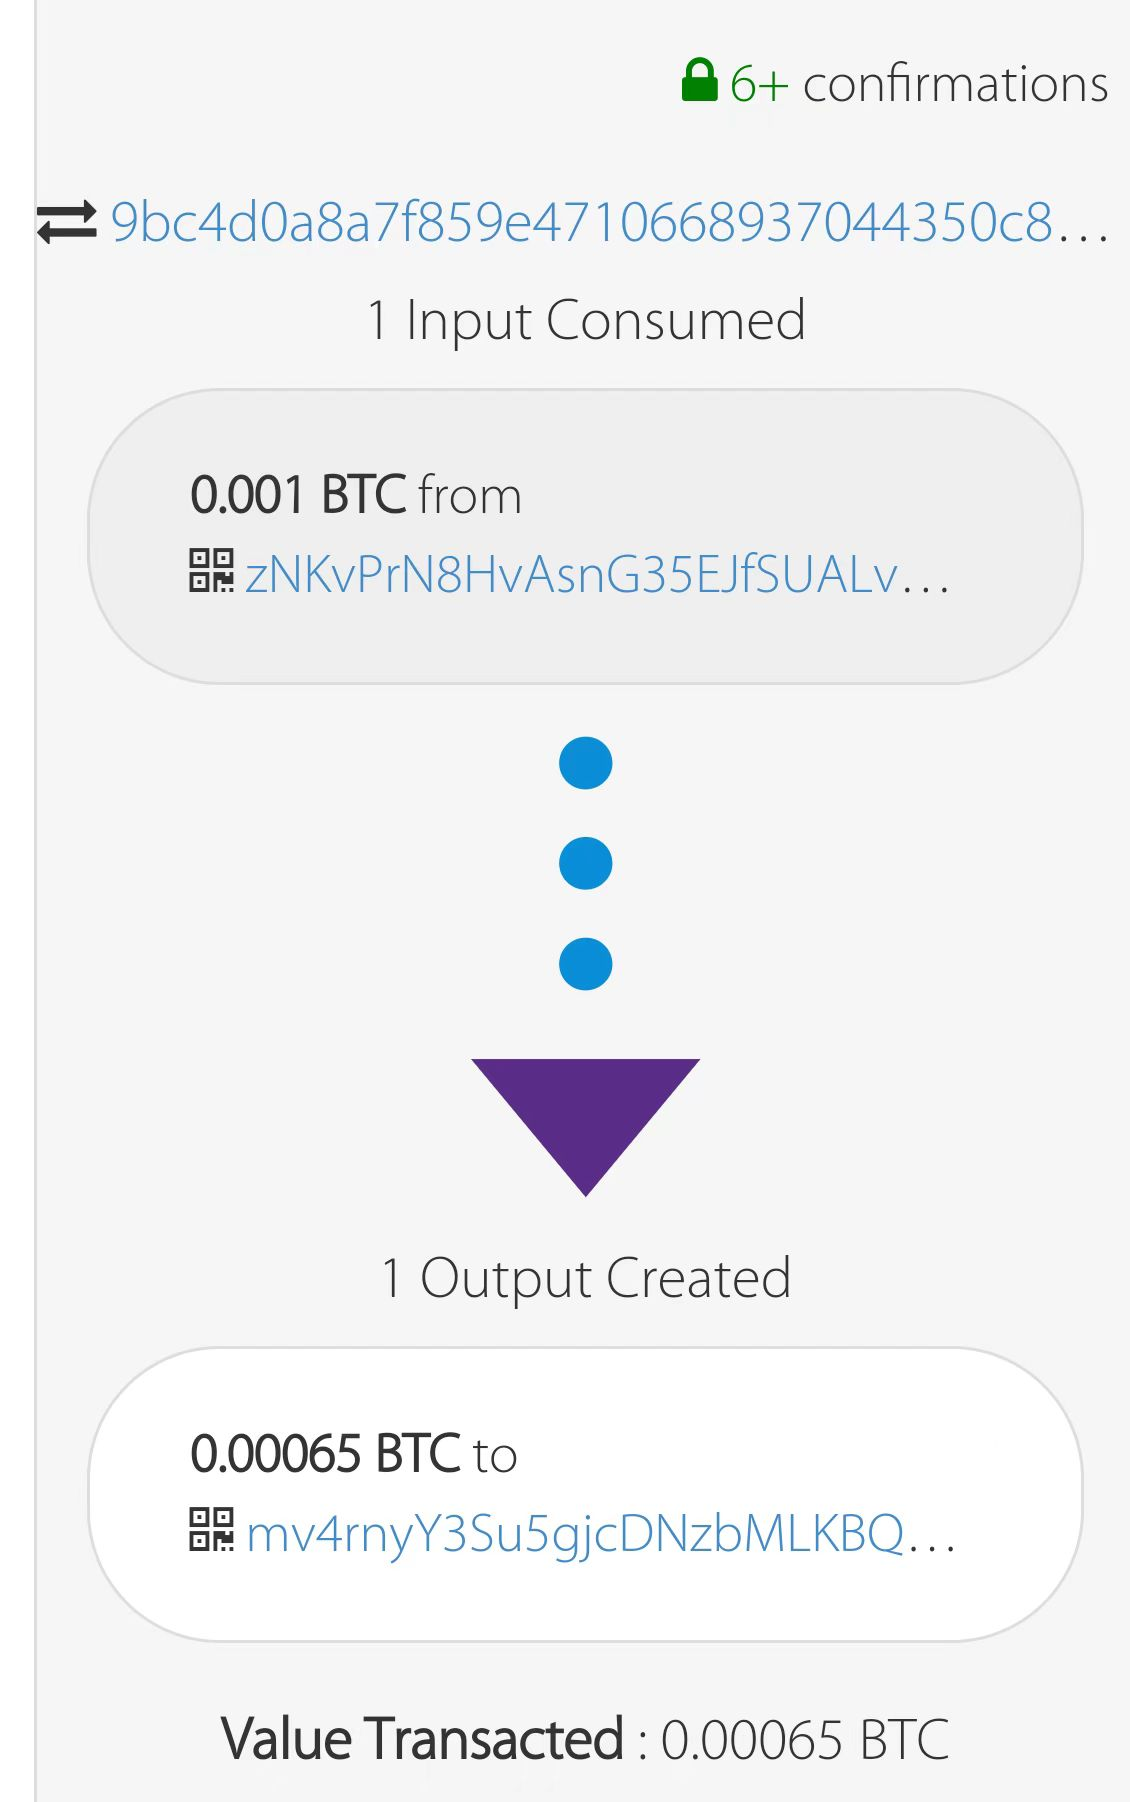 6+ confirmations
9bc4d0a8a7f859e4710668937044350c8...
1 Input Consumed
0.001 BTC from
zNKvPrN8HvAsnG35EJfSUALv...
1 Output Created
0.00065 BTC to
mv4rnyY3Su5gjcDNzbMLKBQ...
Value Transacted : 0.00065 BTC